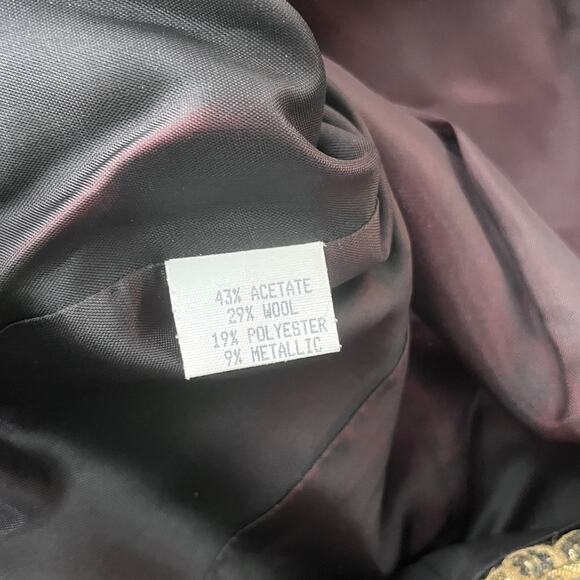 43% ACETATE
29% WOOL
19% POLYESTER
9% METALLIC